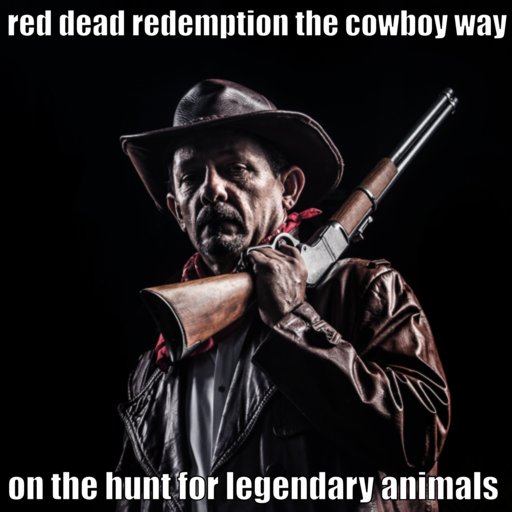 red dead redemption the cowboy way
on the hunt for legendary animals